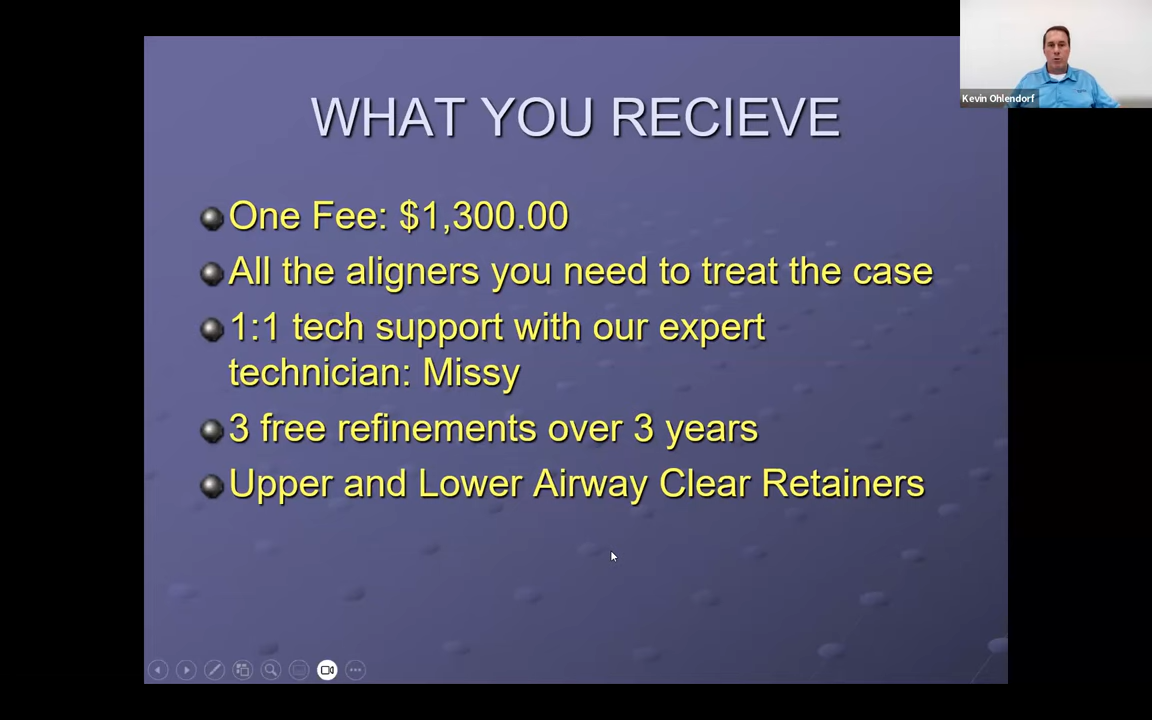 WHAT YOU RECIEVE
One Fee: $1,300.00
All the aligners you need to treat the case
1:1 tech support with our expert
technician: Missy
3 free refinements over 3 years
Upper and Lower Airway Clear Retainers
Kevin Ohlendorf